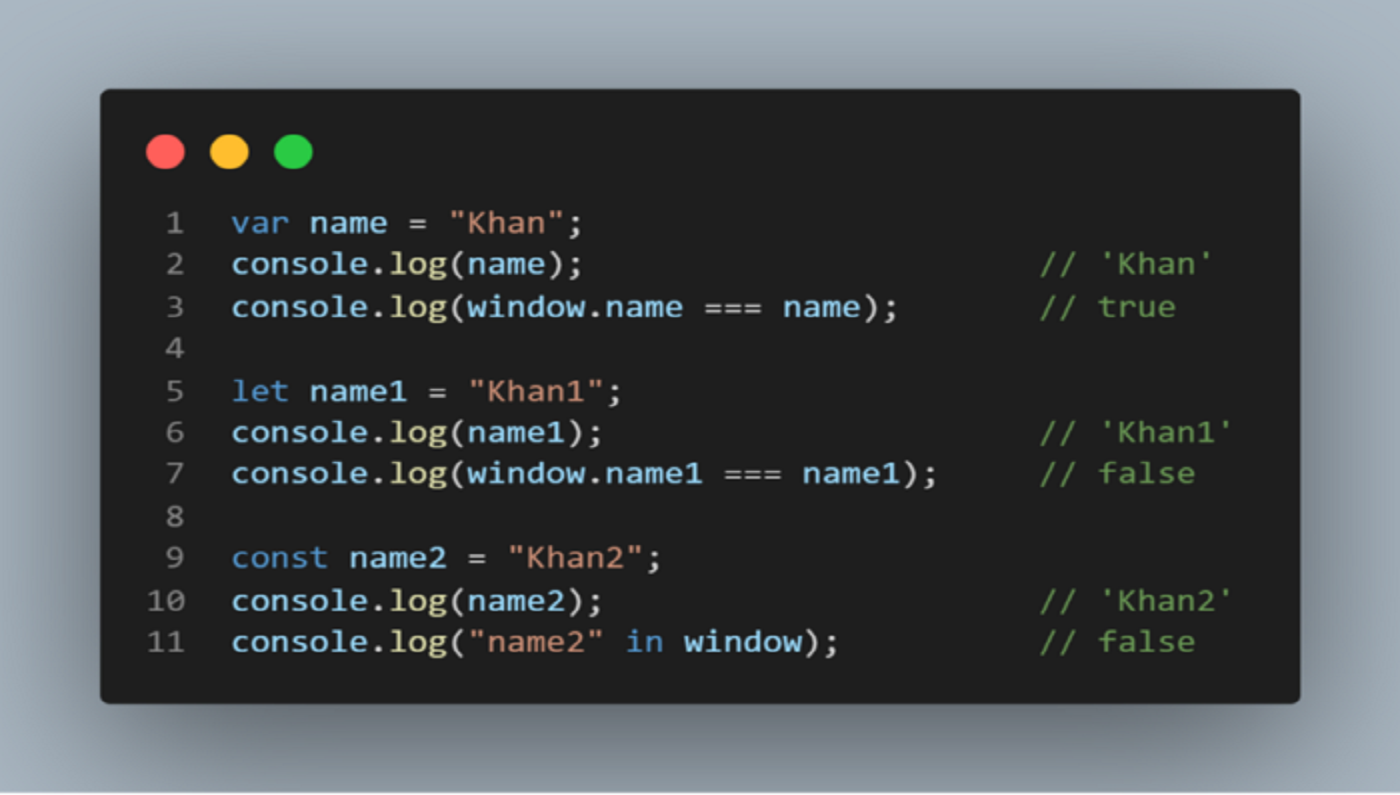 1 var name = "Khan";
2 console.log(name); // 'Khan'
3 console.log(window.name === name); // true
4
5 let name1 = "Khan1";
6 console.log(name1); // 'Khan1'
7 console.log(window.name1 === name1); // false
8
9 const name2 = "Khan2";
10 console.log(name2); // 'Khan2'
11 console.log("name2" in window); // false